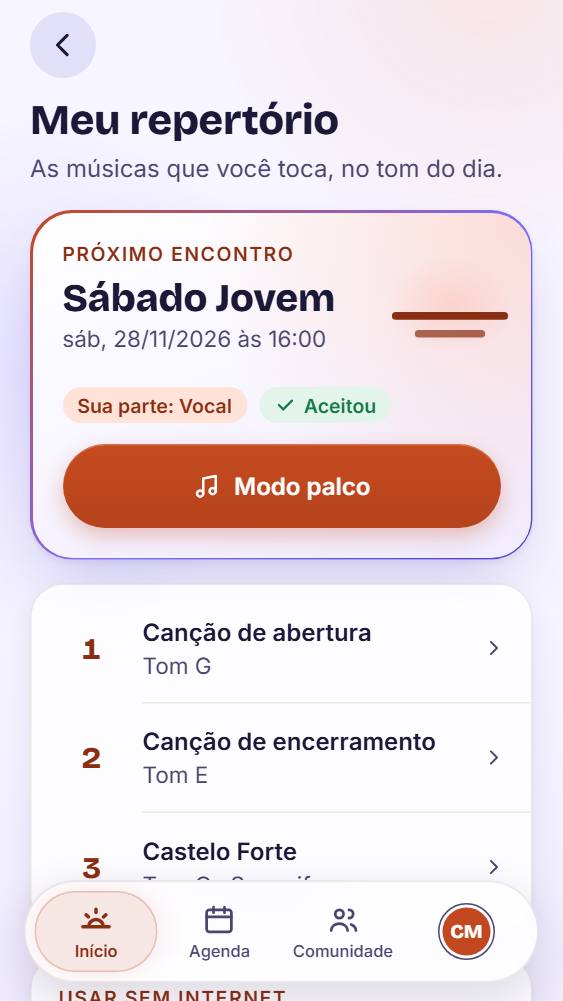 Meu repertório
As músicas que você toca, no tom do dia.
PRÓXIMO ENCONTRO
Sábado Jovem
sáb, 28/11/2026 às 16:00
Sua parte: Vocal
Aceitou
Modo palco
1
Canção de abertura
Tom G
2
Canção de encerramento
Tom E
3
Castelo Forte
Início
Agenda
Comunidade
CM
USAR SEM INTERNET